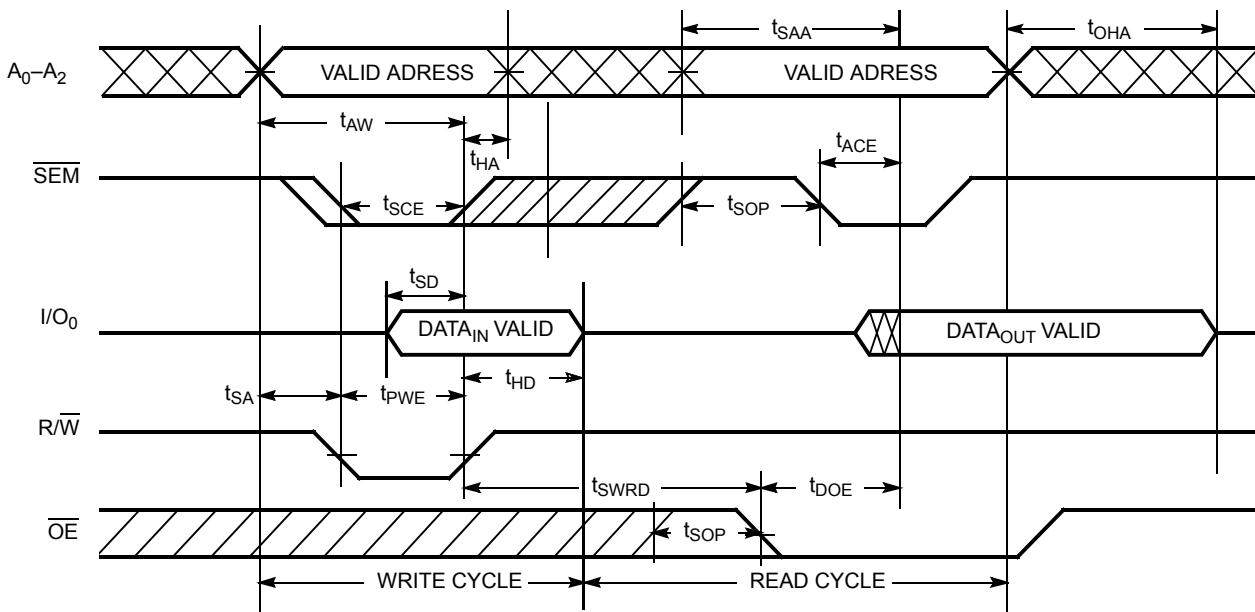 tSAA
tOHA
A0–A2
VALID ADRESS
VALID ADRESS
tAW
tHA
tACE
SEM
tSCE
tSOP
tSD
I/O0
DATAIN VALID
DATAOUT VALID
tSA
tPWE
tHD
R/W
tSWRD
tDOE
OE
tSOP
WRITE CYCLE
READ CYCLE